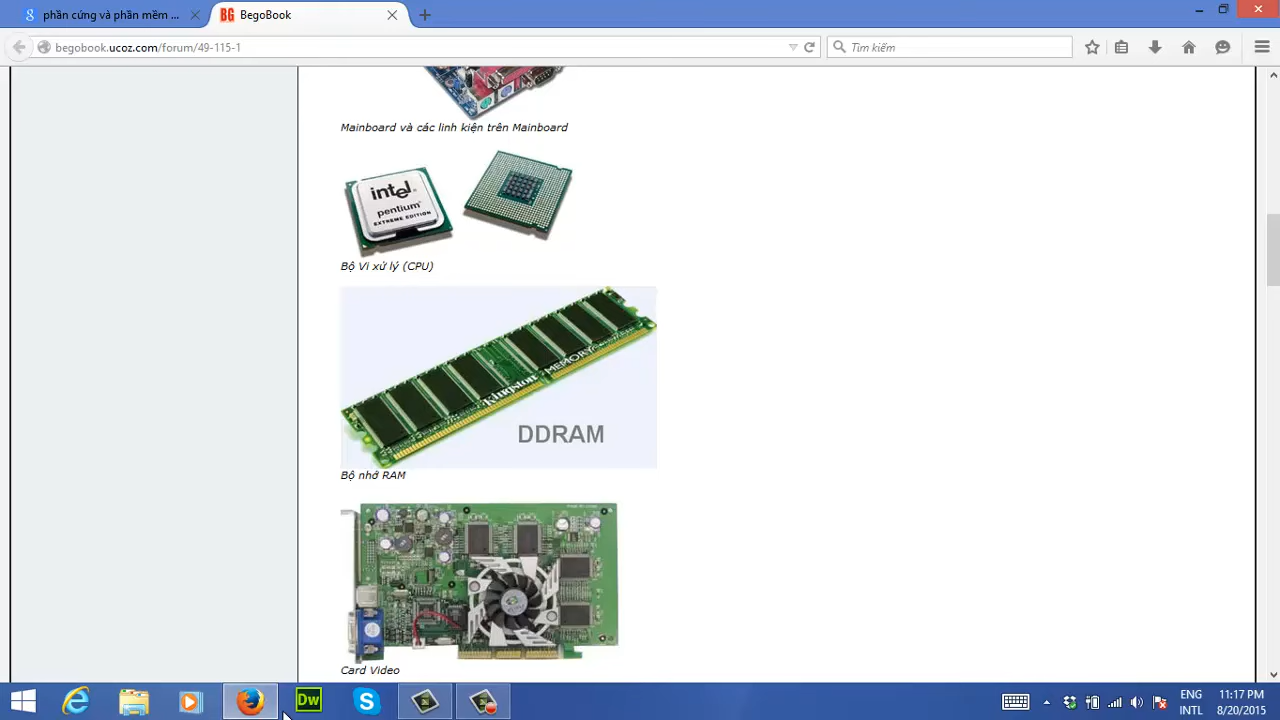 phần cứng và phần mềm ...
BegoBook
begobook.ucoz.com/forum/49-115-1
Tìm kiếm
Mainboard và các linh kiện trên Mainboard
intel
pentium
EXTREME EDITION
Bộ Vi xử lý (CPU)
Kingston MEMORY
DDRAM
Bộ nhớ RAM
Card Video
Dw
ENG
INTL
11:17 PM
8/20/2015